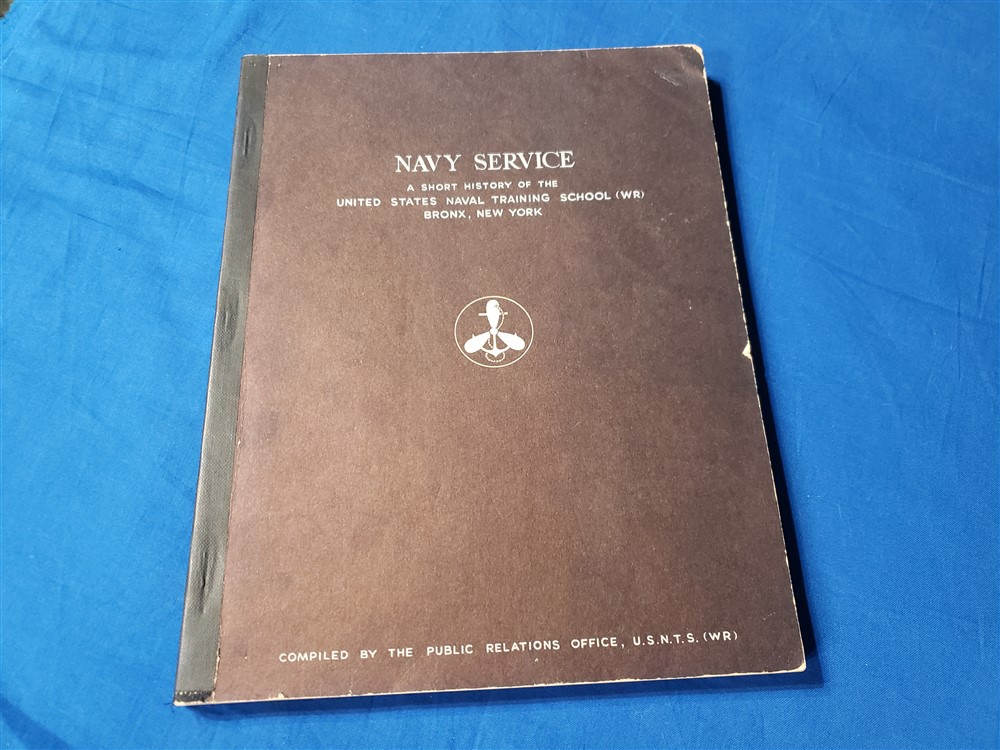 NAVY SERVICE
A SHORT HISTORY OF THE
UNITED STATES NAVAL TRAINING SCHOOL (WR)
BRONX, NEW YORK
COMPILED BY THE PUBLIC RELATIONS OFFICE, U.S.N.T.S. (WR)